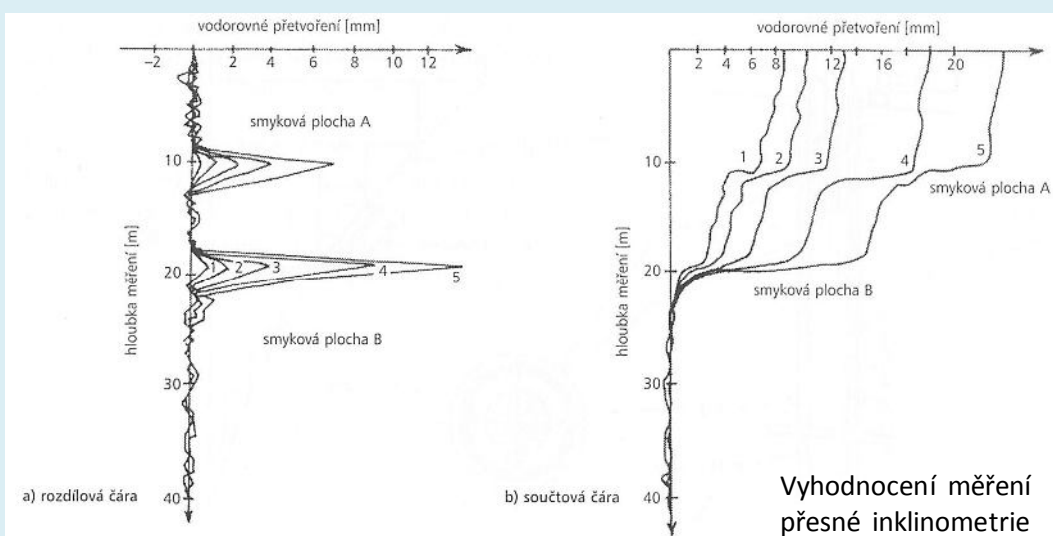 vodorovné přetvoření [mm]
–2 0 2 4 6 8 10 12
smyková plocha A
10
hloubka měření [m]
20
1 2 3 4 5
smyková plocha B
30
a) rozdílová čára
40
vodorovné přetvoření [mm]
2 4 6 8 12 16 20
1 2 3 4 5
10
smyková plocha A
hloubka měření [m]
20
smyková plocha B
30
b) součtová čára
40
Vyhodnocení měření
přesné inklinometrie